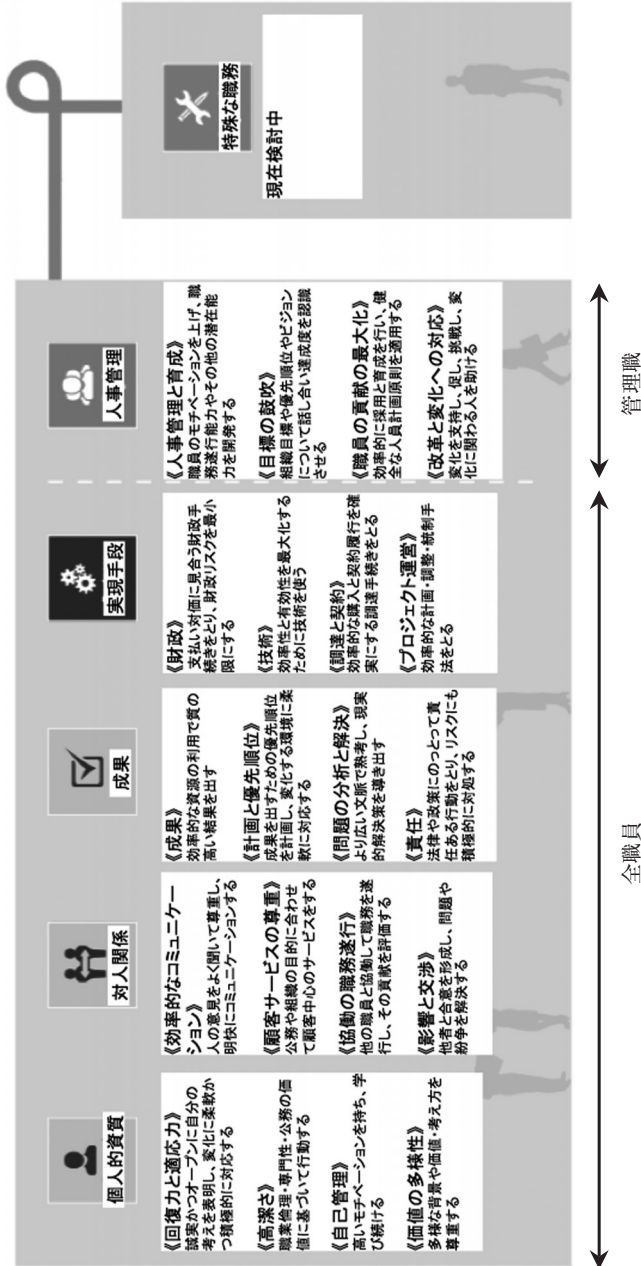 個人的資質
《回復力と適応力》
誠実かつオープンに自分の
考えを表明し、変化に柔軟か
つ積極的に対応する
《高潔さ》
職業倫理・専門性・公務の価
値に基づいて行動する
《自己管理》
高いモチベーションを持ち、学
び続ける
《価値の多様性》
多様な背景や価値・考え方を
尊重する
対人関係
《効率的なコミュニケー
ション》
人の意見をよく聞いて尊重し、
明快にコミュニケーションする
《顧客サービスの尊重》
公務や組織の目的に合わせ
て顧客中心のサービスをする
《協働の職務遂行》
他の職員と協働して職務を遂
行し、その貢献を評価する
《影響と交渉》
他者と合意を形成し、問題や
紛争を解決する
成果
《成果》
効率的な資源の利用で質の
高い結果を出す
《計画と優先順位》
成果を出すための優先順位
を計画し、変化する環境に柔
軟に対応する
《問題の分析と解決》
より広い文脈で熟考し、現実
的解決策を導き出す
《責任》
法律や政策にのっとって責
任ある行動をとり、リスクにも
積極的に対処する
実現手段
《財政》
支払い対価に見合う財政手
続きをとり、財政リスクを最小
限にする
《技術》
効率性と有効性を最大化する
ために技術を使う
《調達と契約》
効率的な購入と契約履行を確
実にする調達手続きをとる
《プロジェクト運営》
効率的な計画・調整・統制手
法をとる
人事管理
《人事管理と育成》
職員のモチベーションを上げ、職
務遂行能力やその他の潜在能
力を開発する
《目標の鼓吹》
組織目標や優先順位やビジョン
について話し合い達成度を認識
させる
《職員の貢献の最大化》
効率的に採用と育成を行い、健
全な人員計画原則を適用する
《改革と変化への対応》
変化を支持し、促し、挑戦し、変
化に関わる人を助ける
特殊な職務
現在検討中
全職員
管理職